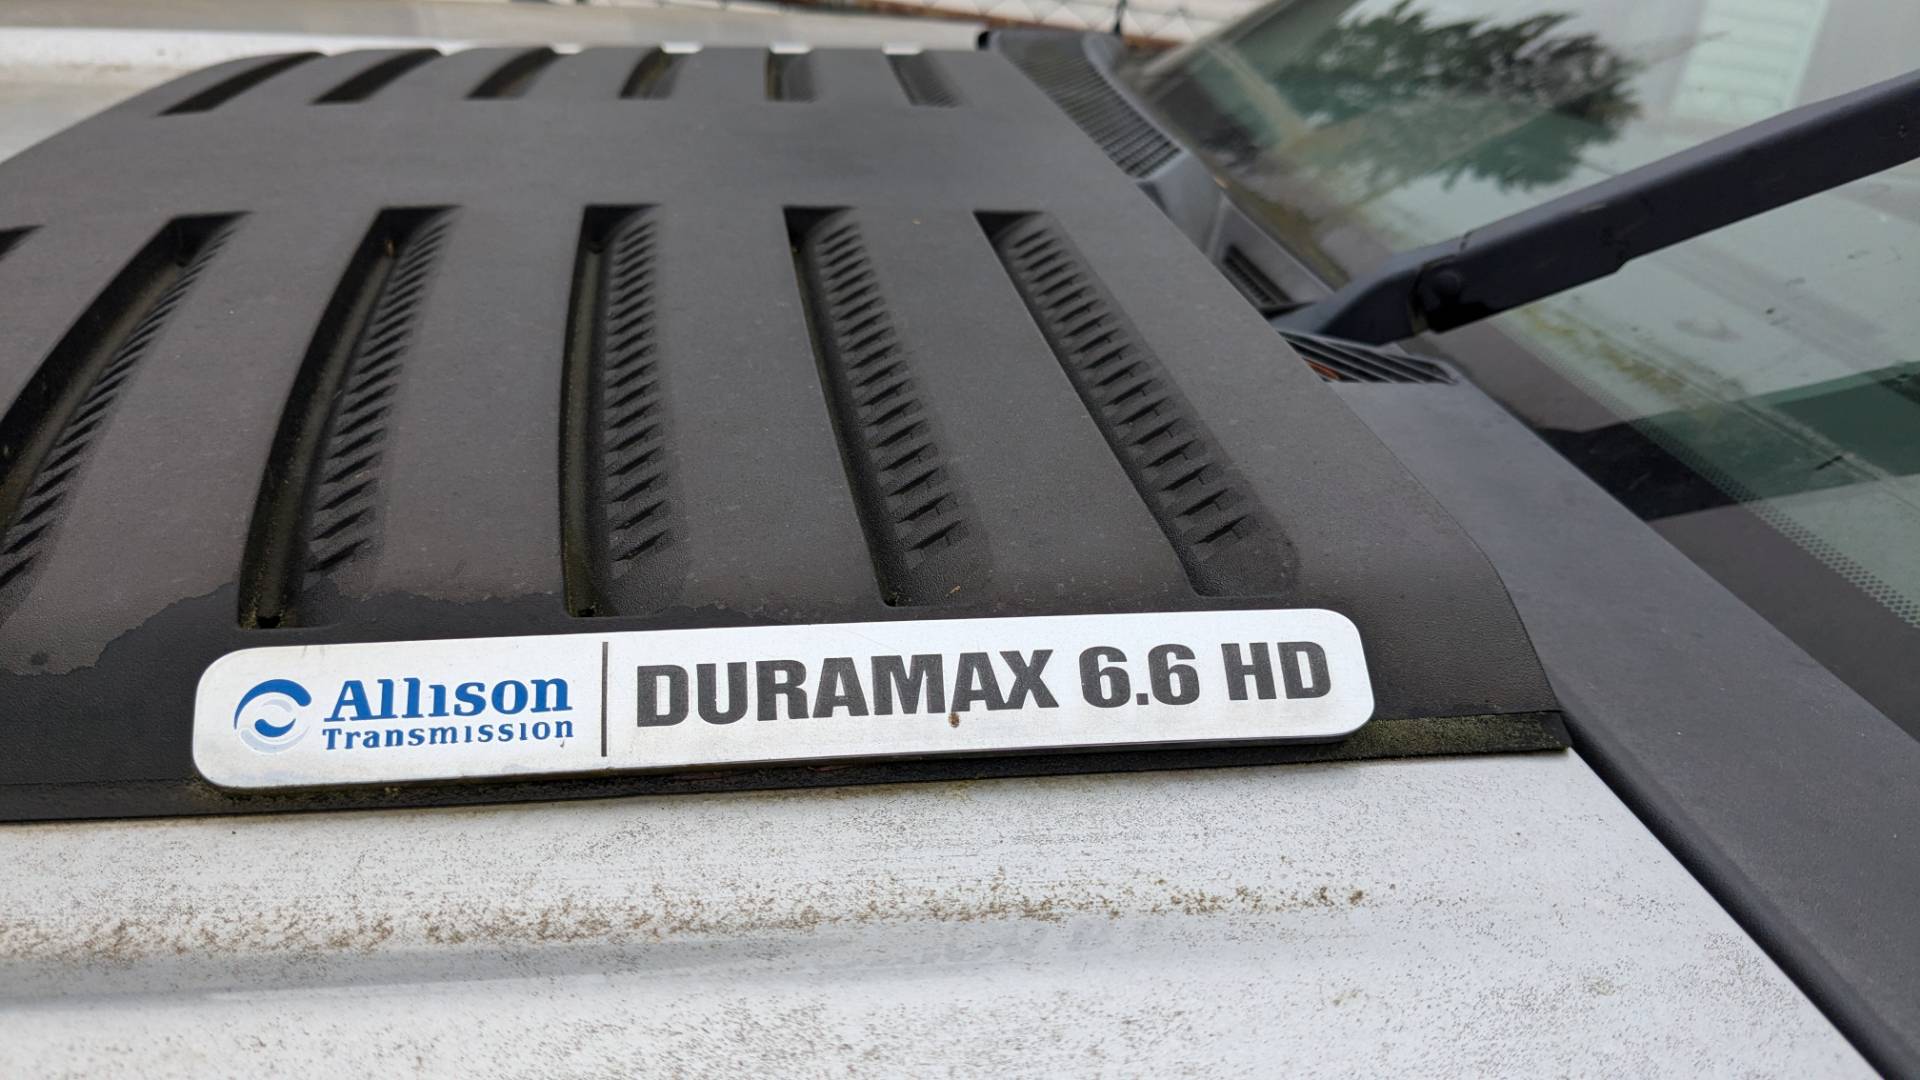 Allison
Transmission
DURAMAX 6.6 HD